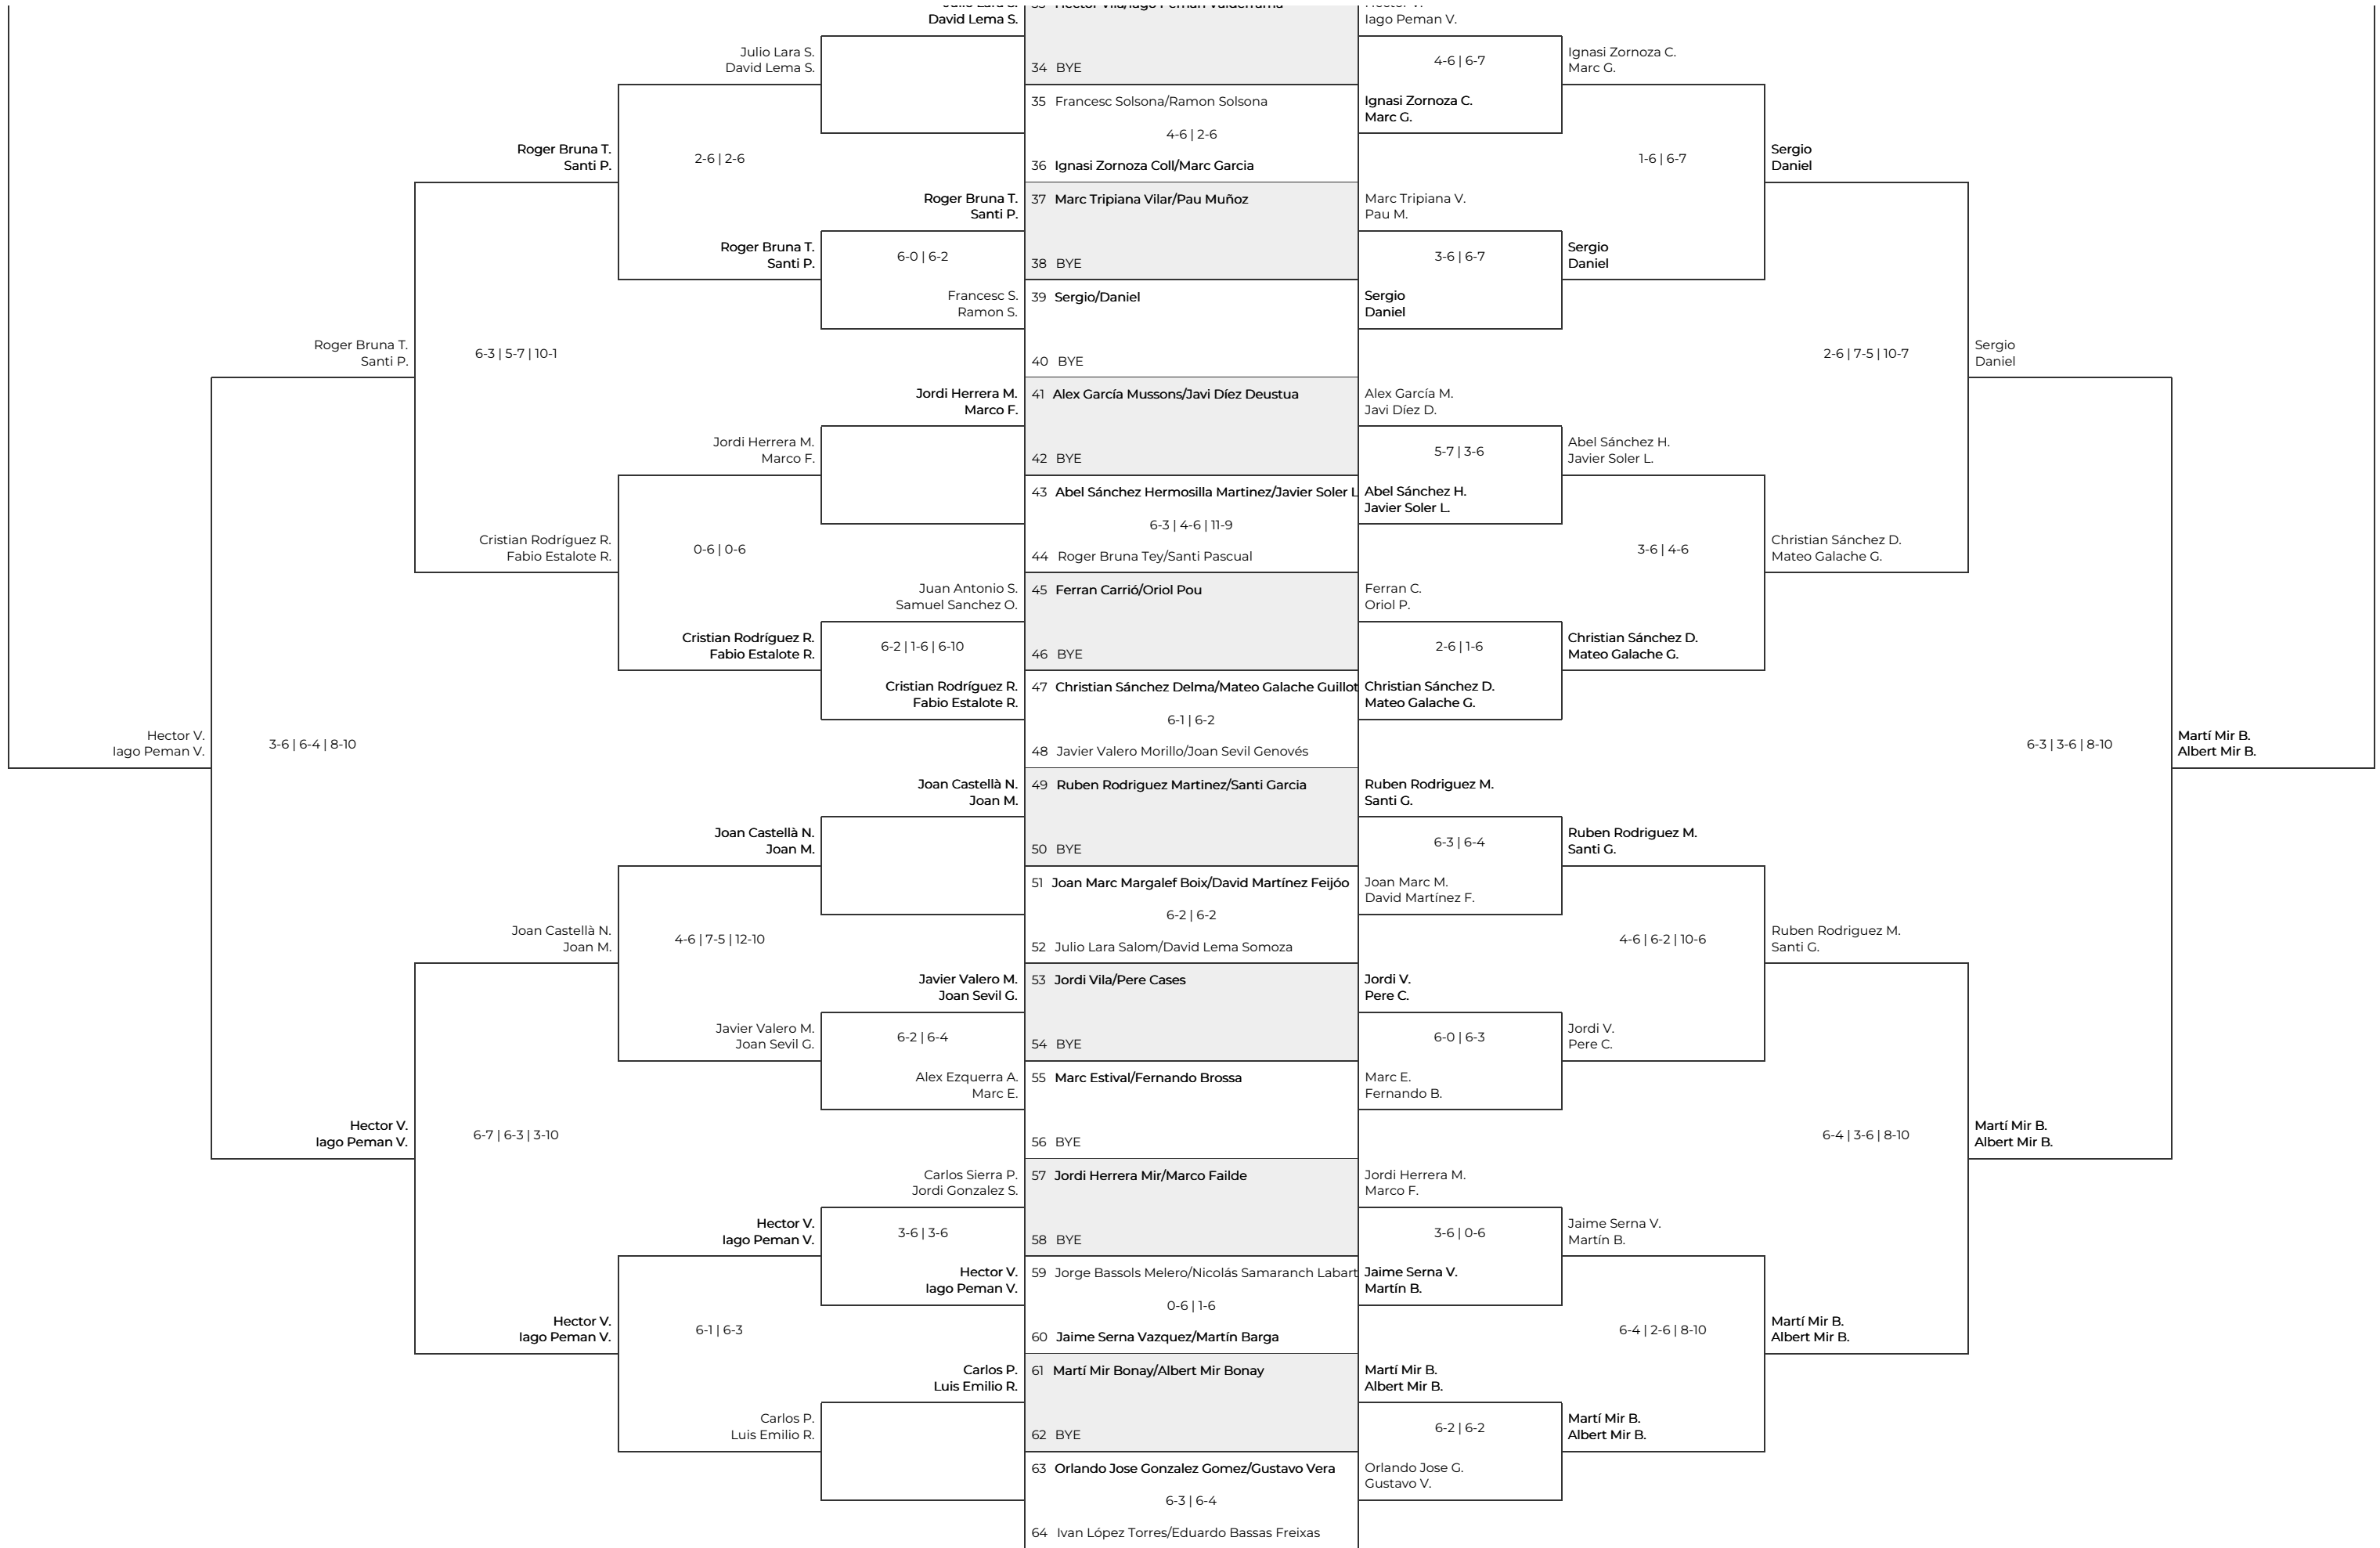 Hector V.
Iago Peman V.
3-6 | 6-4 | 8-10
Roger Bruna T.
Santi P.
Hector V.
Iago Peman V.
6-3 | 5-7 | 10-1
6-7 | 6-3 | 3-10
Roger Bruna T.
Santi P.
Cristian Rodríguez R.
Fabio Estalote R.
Joan Castellà N.
Joan M.
Hector V.
Iago Peman V.
2-6 | 2-6
0-6 | 0-6
4-6 | 7-5 | 12-10
6-1 | 6-3
Julio Lara S.
David Lema S.
Roger Bruna T.
Santi P.
Jordi Herrera M.
Marco F.
Cristian Rodríguez R.
Fabio Estalote R.
Joan Castellà N.
Joan M.
Javier Valero M.
Joan Sevil G.
Hector V.
Iago Peman V.
Carlos P.
Luis Emilio R.
David Lema S.
Roger Bruna T.
Santi P.
6-0 | 6-2
Francesc S.
Ramon S.
Jordi Herrera M.
Marco F.
Juan Antonio S.
Samuel Sanchez O.
6-2 | 1-6 | 6-10
Cristian Rodríguez R.
Fabio Estalote R.
Joan Castellà N.
Joan M.
Javier Valero M.
Joan Sevil G.
6-2 | 6-4
Alex Ezquerra A.
Marc E.
Carlos Sierra P.
Jordi Gonzalez S.
3-6 | 3-6
Hector V.
Iago Peman V.
Carlos P.
Luis Emilio R.
34 BYE
35 Francesc Solsona/Ramon Solsona
4-6 | 2-6
36 Ignasi Zornoza Coll/Marc Garcia
37 Marc Tripiana Vilar/Pau Muñoz
38 BYE
39 Sergio/Daniel
40 BYE
41 Alex García Mussons/Javi Díez Deustua
42 BYE
43 Abel Sánchez Hermosilla Martinez/Javier Soler L
6-3 | 4-6 | 11-9
44 Roger Bruna Tey/Santi Pascual
45 Ferran Carrió/Oriol Pou
46 BYE
47 Christian Sánchez Delma/Mateo Galache Guillot
6-1 | 6-2
48 Javier Valero Morillo/Joan Sevil Genovés
49 Ruben Rodriguez Martinez/Santi Garcia
50 BYE
51 Joan Marc Margalef Boix/David Martínez Feijóo
6-2 | 6-2
52 Julio Lara Salom/David Lema Somoza
53 Jordi Vila/Pere Cases
54 BYE
55 Marc Estival/Fernando Brossa
56 BYE
57 Jordi Herrera Mir/Marco Failde
58 BYE
59 Jorge Bassols Melero/Nicolás Samaranch Labart
0-6 | 1-6
60 Jaime Serna Vazquez/Martín Barga
61 Martí Mir Bonay/Albert Mir Bonay
62 BYE
63 Orlando Jose Gonzalez Gomez/Gustavo Vera
6-3 | 6-4
64 Ivan López Torres/Eduardo Bassas Freixas
Iago Peman V.
4-6 | 6-7
Ignasi Zornoza C.
Marc G.
Marc Tripiana V.
Pau M.
3-6 | 6-7
Sergio
Daniel
Alex García M.
Javi Díez D.
5-7 | 3-6
Abel Sánchez H.
Javier Soler L.
Ferran C.
Oriol P.
2-6 | 1-6
Christian Sánchez D.
Mateo Galache G.
Ruben Rodriguez M.
Santi G.
6-3 | 6-4
Joan Marc M.
David Martínez F.
Jordi V.
Pere C.
6-0 | 6-3
Marc E.
Fernando B.
Jordi Herrera M.
Marco F.
3-6 | 0-6
Jaime Serna V.
Martín B.
Martí Mir B.
Albert Mir B.
6-2 | 6-2
Orlando Jose G.
Gustavo V.
Ignasi Zornoza C.
Marc G.
1-6 | 6-7
Sergio
Daniel
Abel Sánchez H.
Javier Soler L.
3-6 | 4-6
Christian Sánchez D.
Mateo Galache G.
Ruben Rodriguez M.
Santi G.
4-6 | 6-2 | 10-6
Jordi V.
Pere C.
Jaime Serna V.
Martín B.
6-4 | 2-6 | 8-10
Martí Mir B.
Albert Mir B.
Sergio
Daniel
2-6 | 7-5 | 10-7
Christian Sánchez D.
Mateo Galache G.
Ruben Rodriguez M.
Santi G.
6-4 | 3-6 | 8-10
Martí Mir B.
Albert Mir B.
Sergio
Daniel
6-3 | 3-6 | 8-10
Martí Mir B.
Albert Mir B.
Martí Mir B.
Albert Mir B.